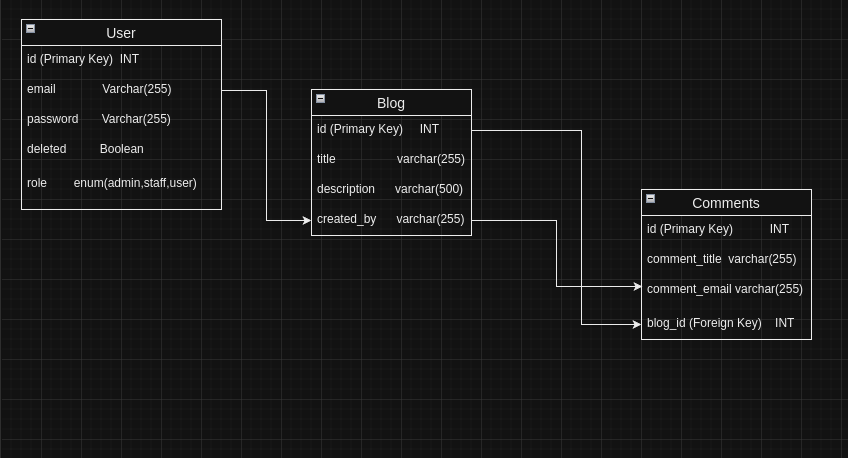 User
id (Primary Key) INT
email Varchar(255)
password Varchar(255)
deleted Boolean
role enum(admin,staff,user)
Blog
id (Primary Key) INT
title varchar(255)
description varchar(500)
created_by varchar(255)
Comments
id (Primary Key) INT
comment_title varchar(255)
comment_email varchar(255)
blog_id (Foreign Key) INT